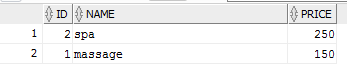 ID NAME PRICE
1 2 spa 250
2 1 massage 150